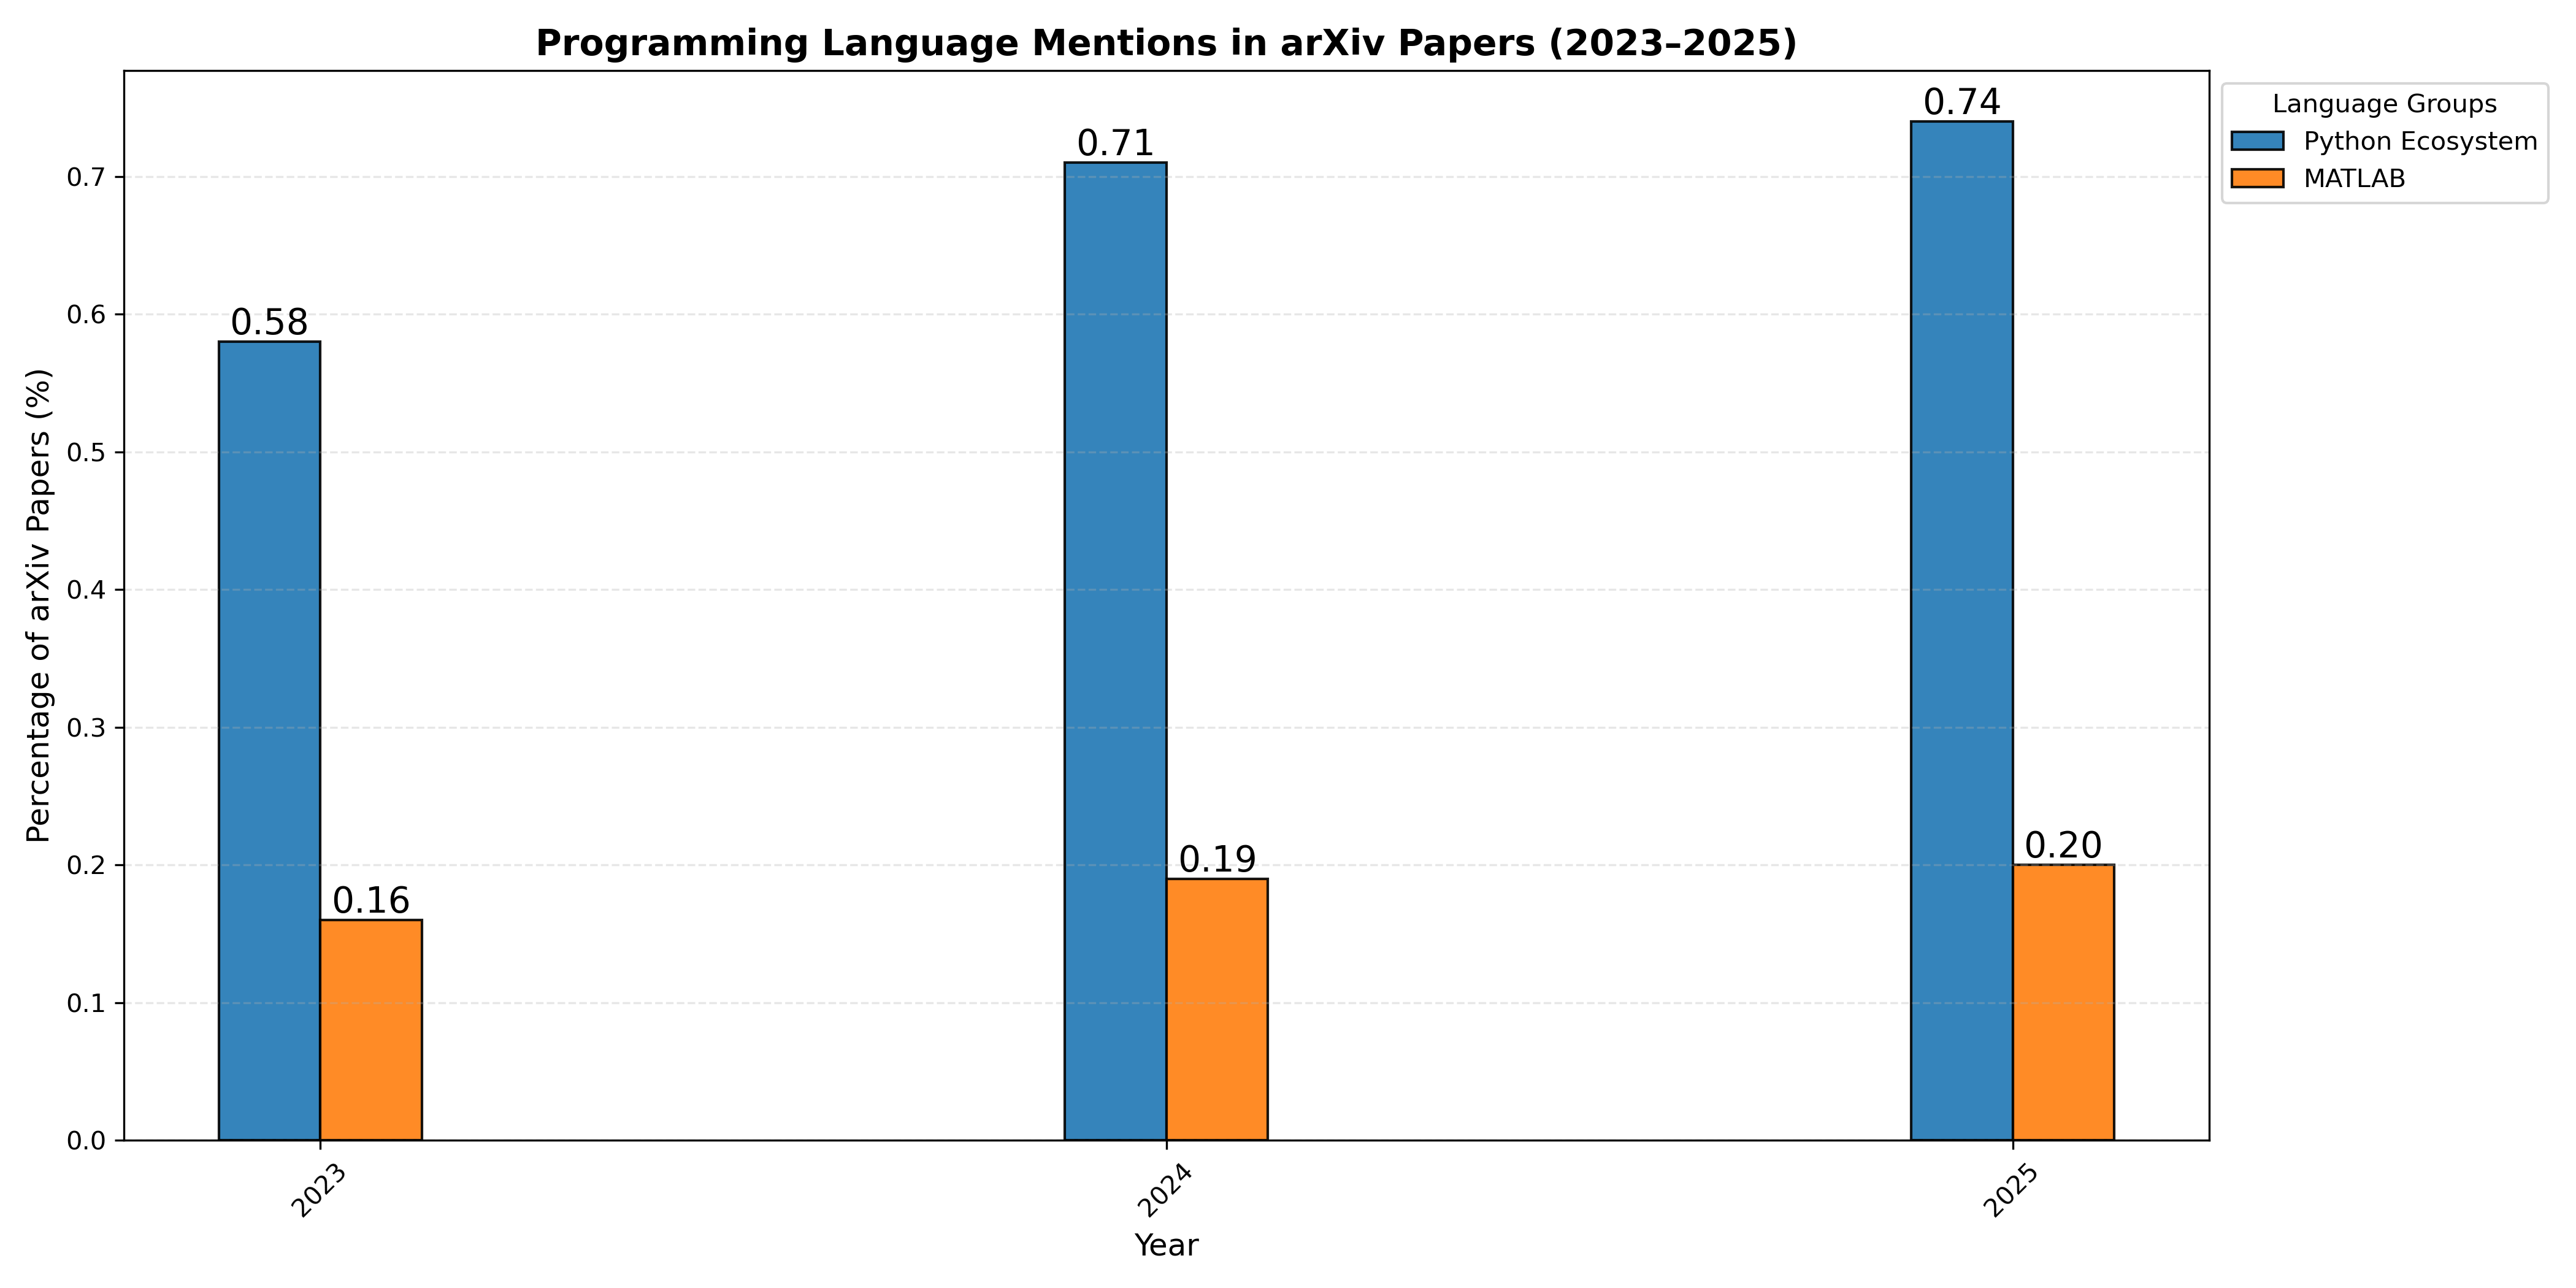 Programming Language Mentions in arXiv Papers (2023–2025)
Language Groups
Python Ecosystem
MATLAB
Percentage of arXiv Papers (%)
0.7
0.6
0.5
0.4
0.3
0.2
0.1
0.0
0.58
0.16
0.71
0.19
0.74
0.20
2023
2024
2025
Year